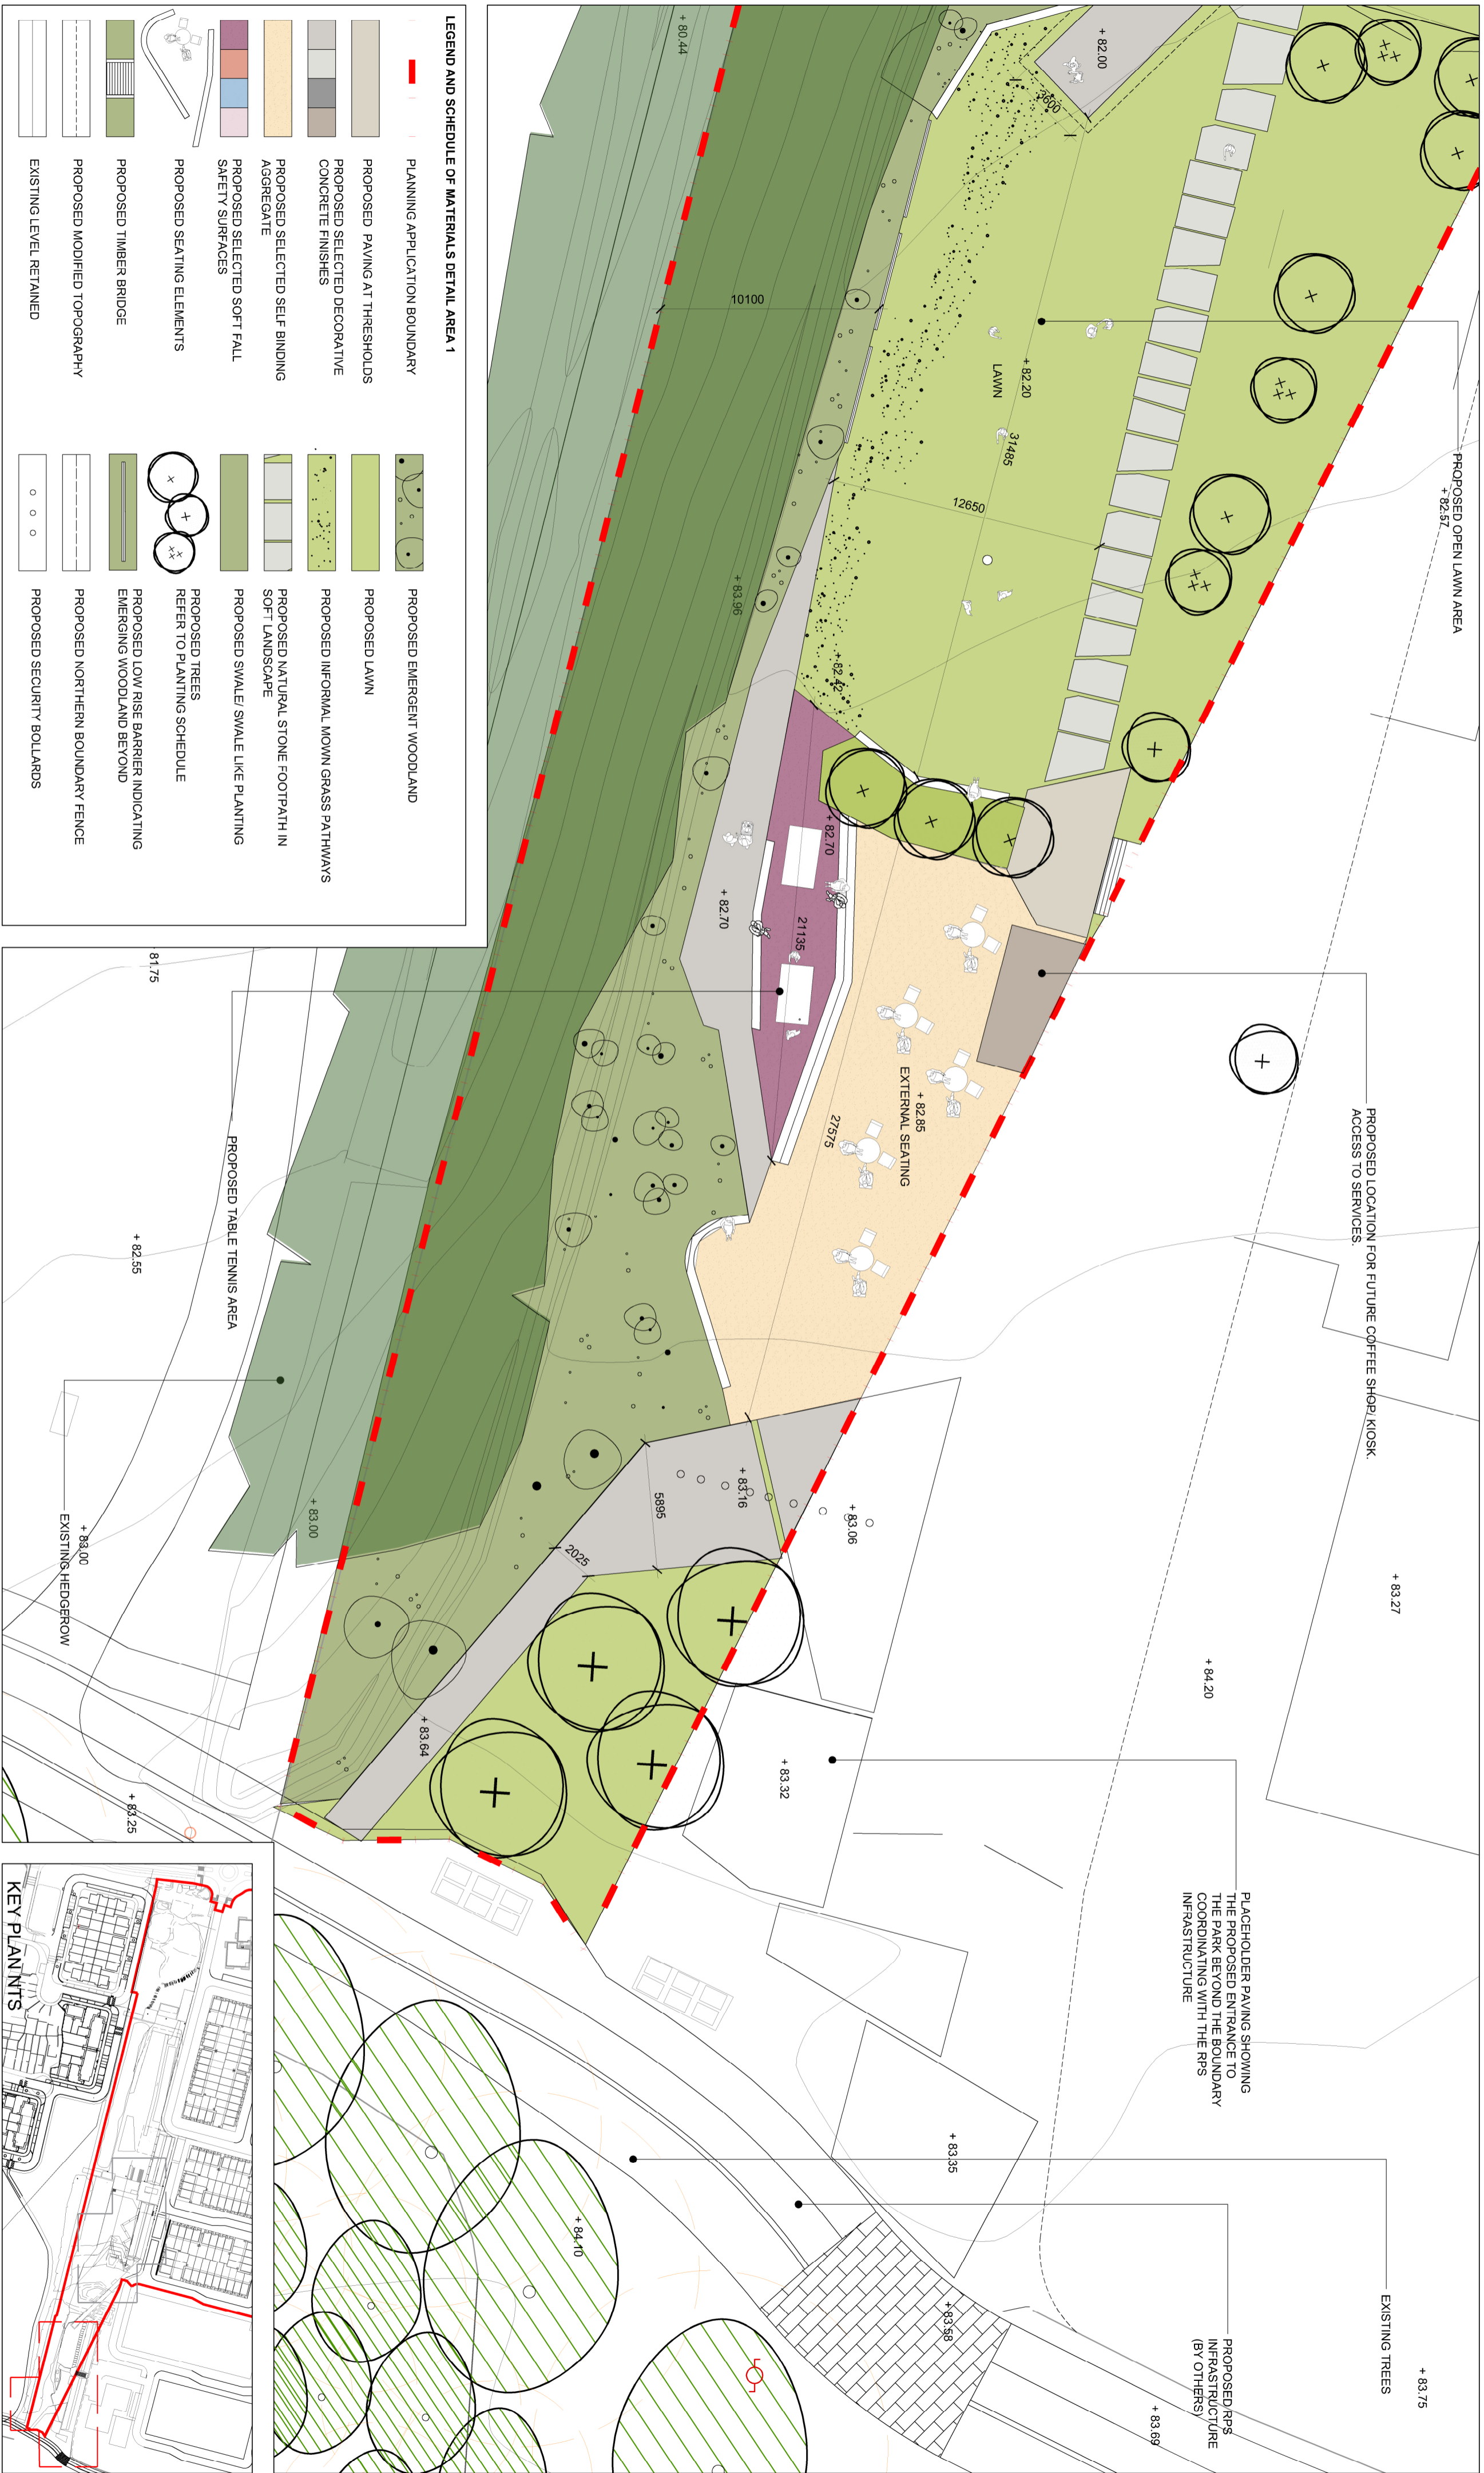 LEGEND AND SCHEDULE OF MATERIALS DETAIL AREA 1
PLANNING APPLICATION BOUNDARY
PROPOSED PAVING AT THRESHOLDS
PROPOSED SELECTED DECORATIVE
CONCRETE FINISHES
PROPOSED SELECTED SELF BINDING
AGGREGATE
PROPOSED SELECTED SOFT FALL
SAFETY SURFACES
PROPOSED SEATING ELEMENTS
PROPOSED TIMBER BRIDGE
PROPOSED MODIFIED TOPOGRAPHY
EXISTING LEVEL RETAINED
PROPOSED EMERGENT WOODLAND
PROPOSED LAWN
PROPOSED INFORMAL MOWN GRASS PATHWAYS
PROPOSED NATURAL STONE FOOTPATH IN
SOFT LANDSCAPE
PROPOSED SWALE/ SWALE LIKE PLANTING
PROPOSED TREES
REFER TO PLANTING SCHEDULE
PROPOSED LOW RISE BARRIER INDICATING
EMERGING WOODLAND BEYOND
PROPOSED NORTHERN BOUNDARY FENCE
PROPOSED SECURITY BOLLARDS
PROPOSED OPEN LAWN AREA
+ 82.57
+ 82.00
3600
+ 80.44
10100
+ 82.20
LAWN
31485
12650
+ 83.96
+ 82.42
+ 82.70
+ 82.70
21135
PROPOSED LOCATION FOR FUTURE COFFEE SHOP/ KIOSK.
ACCESS TO SERVICES.
+ 82.85
EXTERNAL SEATING
27575
81.75
PROPOSED TABLE TENNIS AREA
+ 82.55
+ 83.00
EXISTING HEDGEROW
+ 83.00
+ 83.16
+ 83.06
5895
2025
+ 83.27
+ 84.20
+ 83.32
+ 83.64
+ 83.25
PLACEHOLDER PAVING SHOWING
THE PROPOSED ENTRANCE TO
THE PARK BEYOND THE BOUNDARY
COORDINATING WITH THE RPS
INFRASTRUCTURE
+ 83.35
+ 84.10
+ 83.58
EXISTING TREES
PROPOSED RPS
INFRASTRUCTURE
(BY OTHERS)
+ 83.75
+ 83.69
KEY PLAN NTS